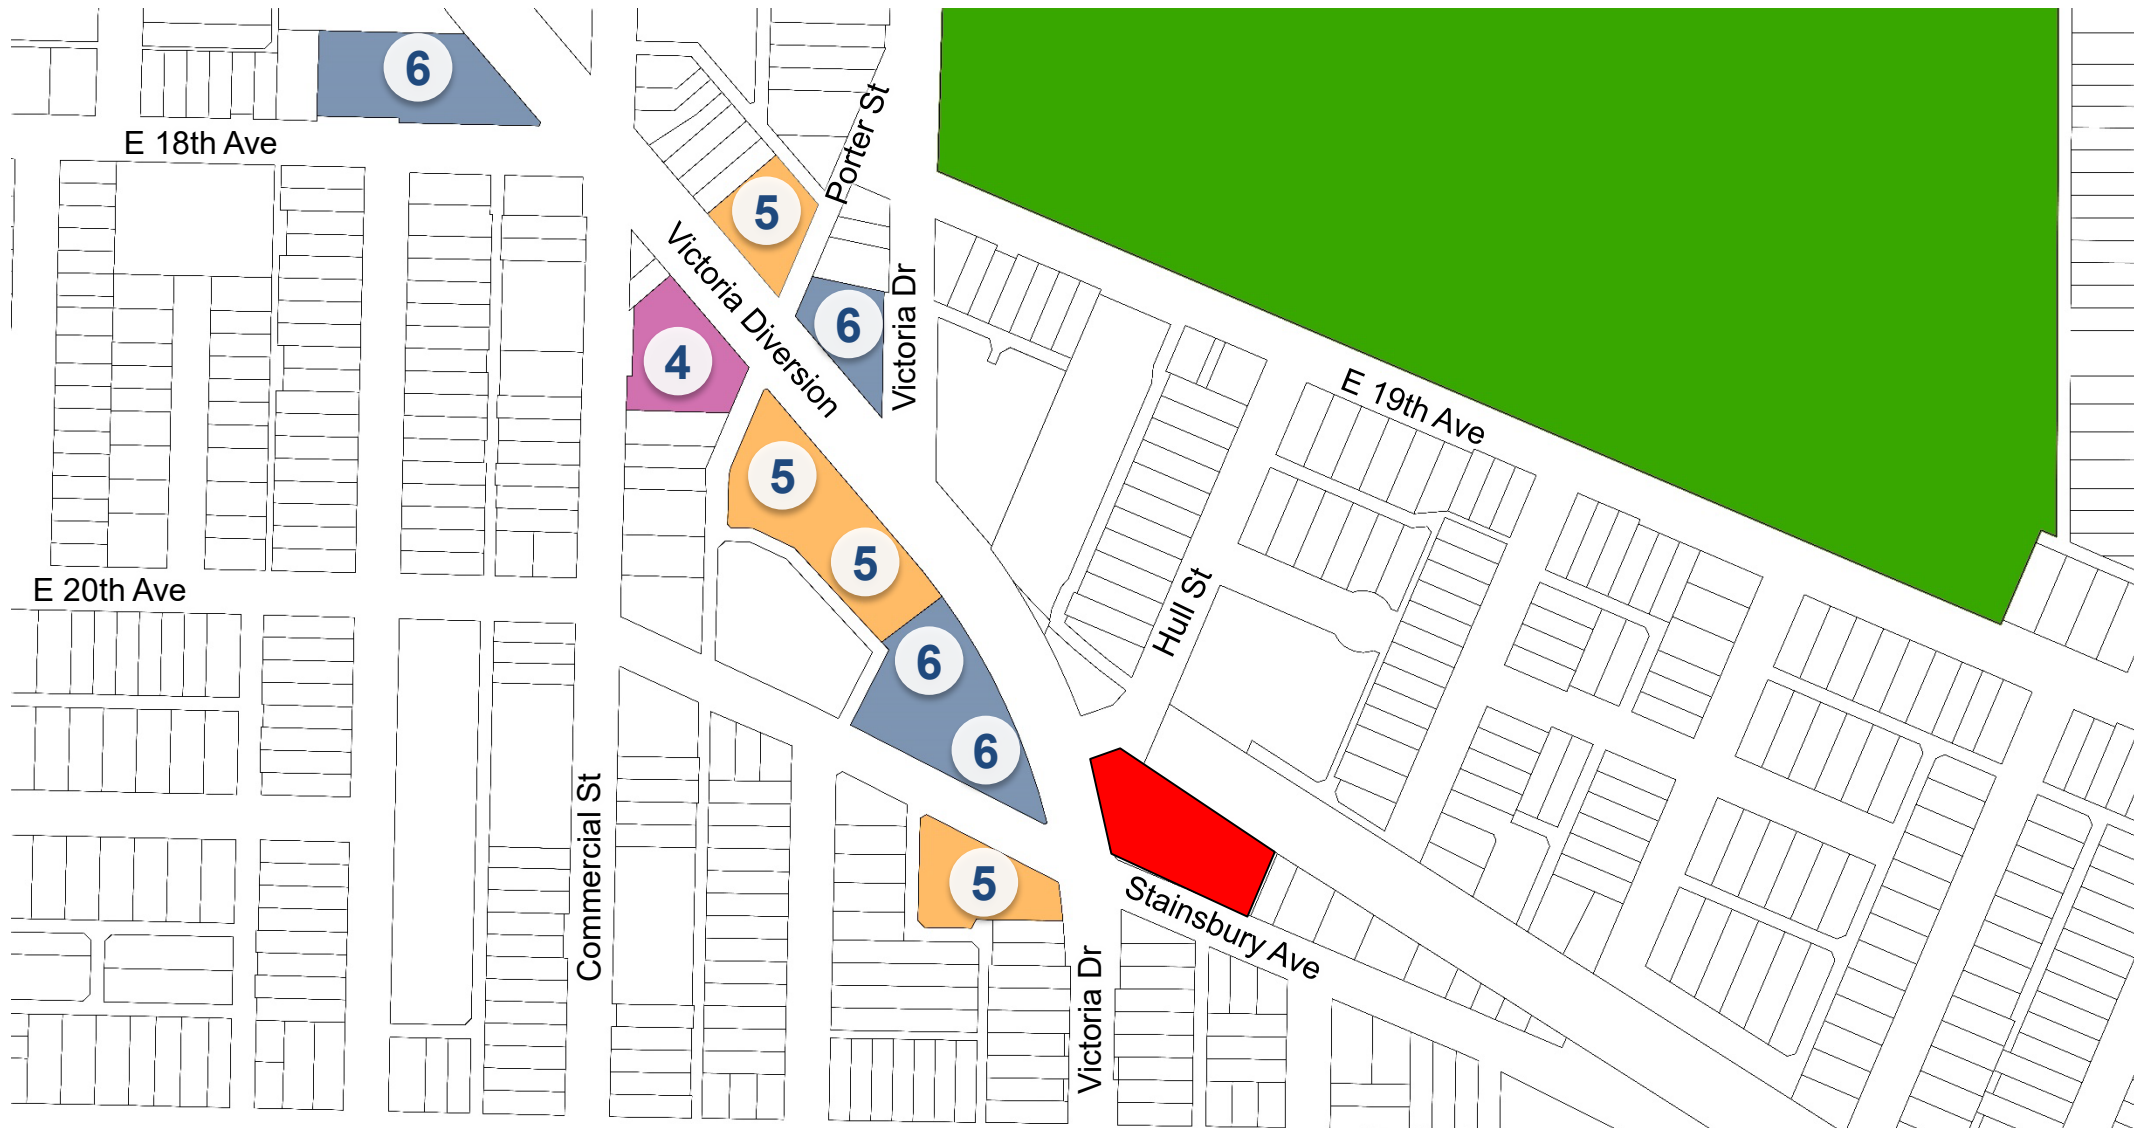 6
E 18th Ave
Porter St
5
Victoria Diversion
6
Victoria Dr
4
E 19th Ave
5
5
E 20th Ave
Hull St
6
6
Commercial St
5
Stainsbury Ave
Victoria Dr